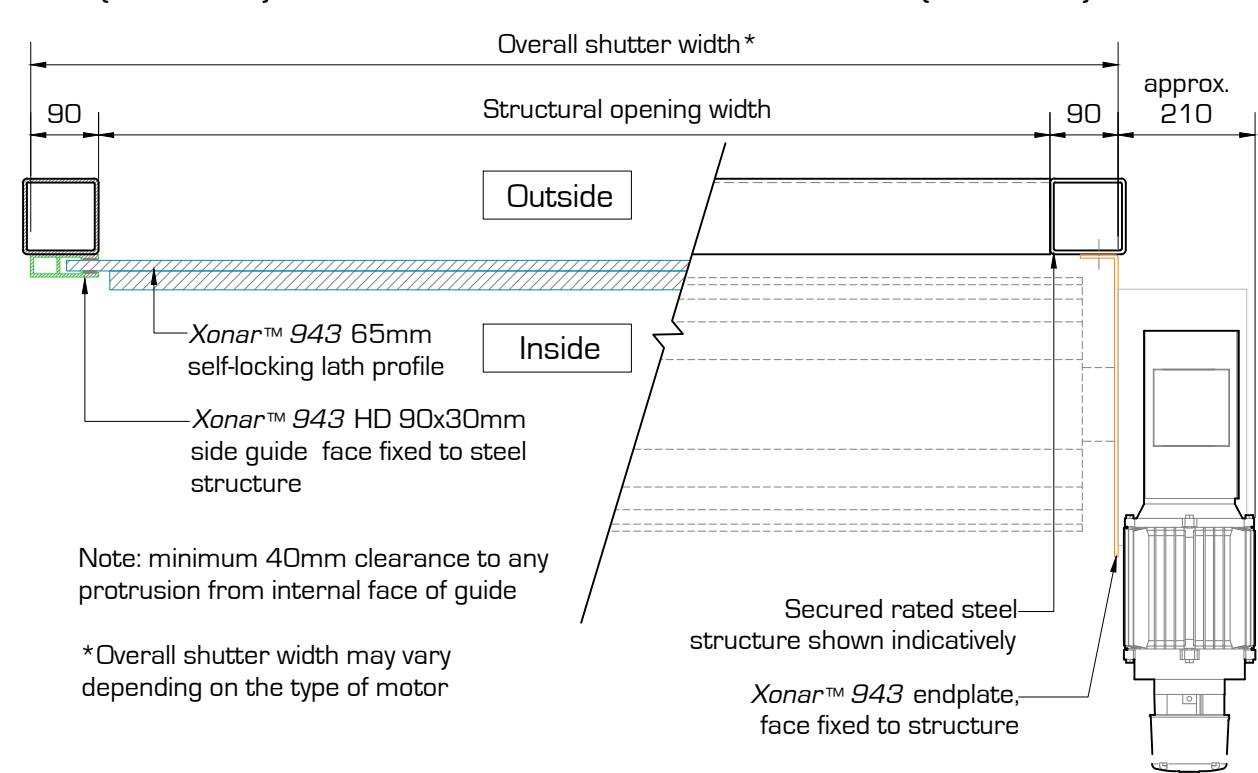 Overall shutter width*
approx.
90
Structural opening width
90
210
Outside
Inside
Xonar™ 943 65mm
self-locking lath profile
Xonar™ 943 HD 90x30mm
side guide face fixed to steel
structure
Note: minimum 40mm clearance to any
protrusion from internal face of guide
*Overall shutter width may vary
depending on the type of motor
Secured rated steel
structure shown indicatively
Xonar™ 943 endplate,
face fixed to structure